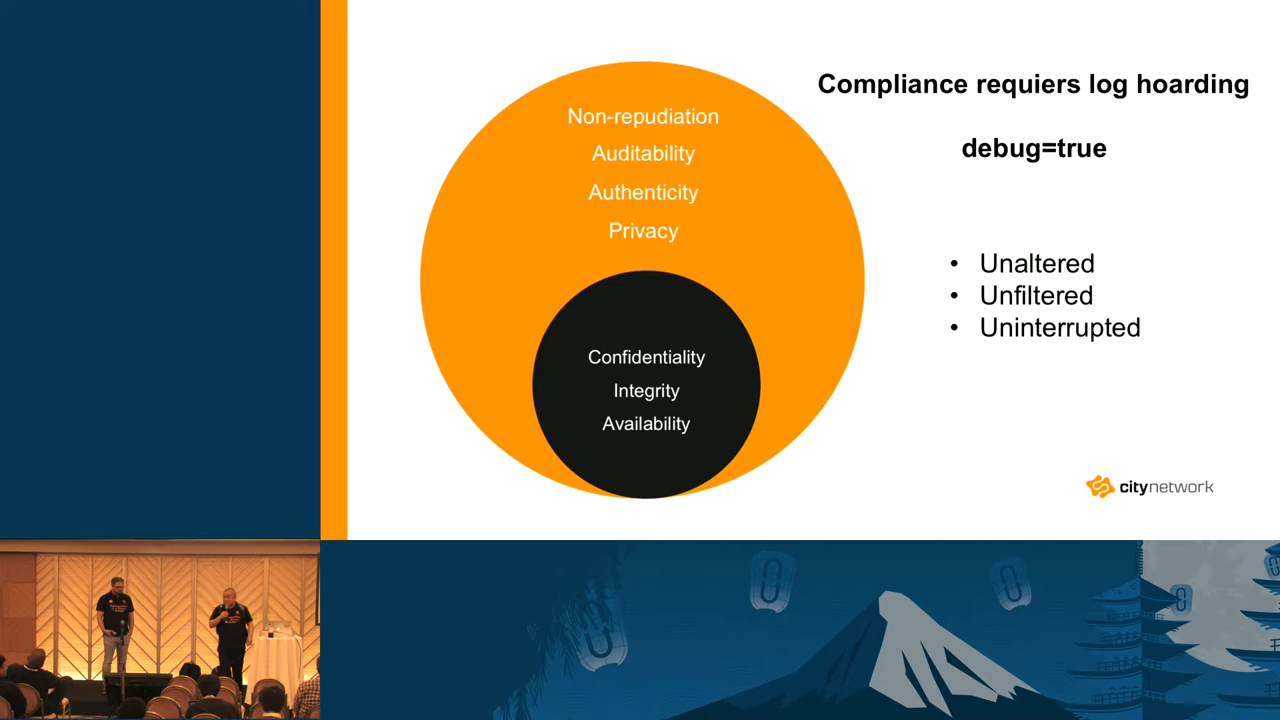 Compliance requiers log hoarding
debug=true
Non-repudiation
Auditability
Authenticity
Privacy
Confidentiality
Integrity
Availability
• Unaltered
• Unfiltered
• Uninterrupted
citynetwork